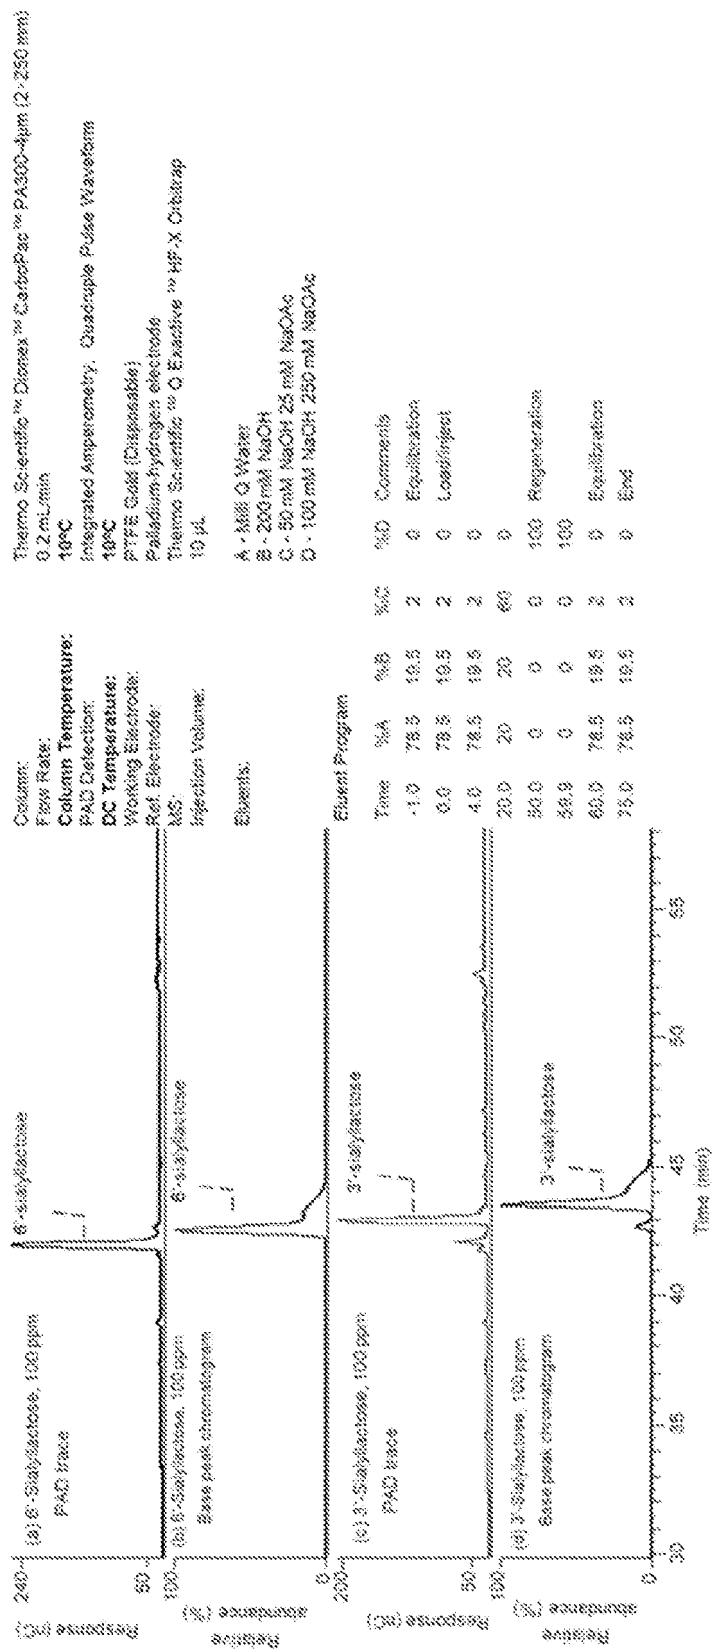 Column:    Thermo Scientific™ Dionex™ CarboPac™ PA300-4µm (2×250 mm)
Flow Rate:    0.2 mL/min
Column Temperature:    10ºC
PAD Detection:    Integrated Amperometry, Quadruple Pulse Waveform
DC Temperature:    10ºC
Working Electrode:    PTFE Gold (Disposable)
Ref. Electrode:    Palladium-hydrogen electrode
MS:    Thermo Scientific™ Q Exactive™ HF-X Orbitrap
Injection Volume:    10 µL
Eluents:    A - Milli Q Water
B - 200 mM NaOH
C - 50 mM NaOH 25 mM NaOAc
D - 100 mM NaOH 250 mM NaOAc
Eluent Program
Time    %A    %B    %C    %D    Comments
-1.0    78.5    19.5    2    0    Equilibration
0.0    78.5    19.5    2    0    Load/Inject
4.0    78.5    19.5    2    0
20.0    20    20    60    0
50.0    0    0    0    100    Regeneration
59.9    0    0    0    100
60.0    78.5    19.5    2    0    Equilibration
75.0    78.5    19.5    2    0    End
240
(a) 6'-Sialyllactose, 100 ppm
PAD trace
6'-sialyllactose
Response (nC)
100
(b) 6'-Sialyllactose, 100 ppm
Base peak chromatogram
6'-sialyllactose
Relative
abundance (%)
0
200
(c) 3'-Sialyllactose, 100 ppm
PAD trace
3'-sialyllactose
Response (nC)
50
100
(d) 3'-Sialyllactose, 100 ppm
Base peak chromatogram
3'-sialyllactose
Relative
abundance (%)
0
30    35    40    45    50    55
Time (min)